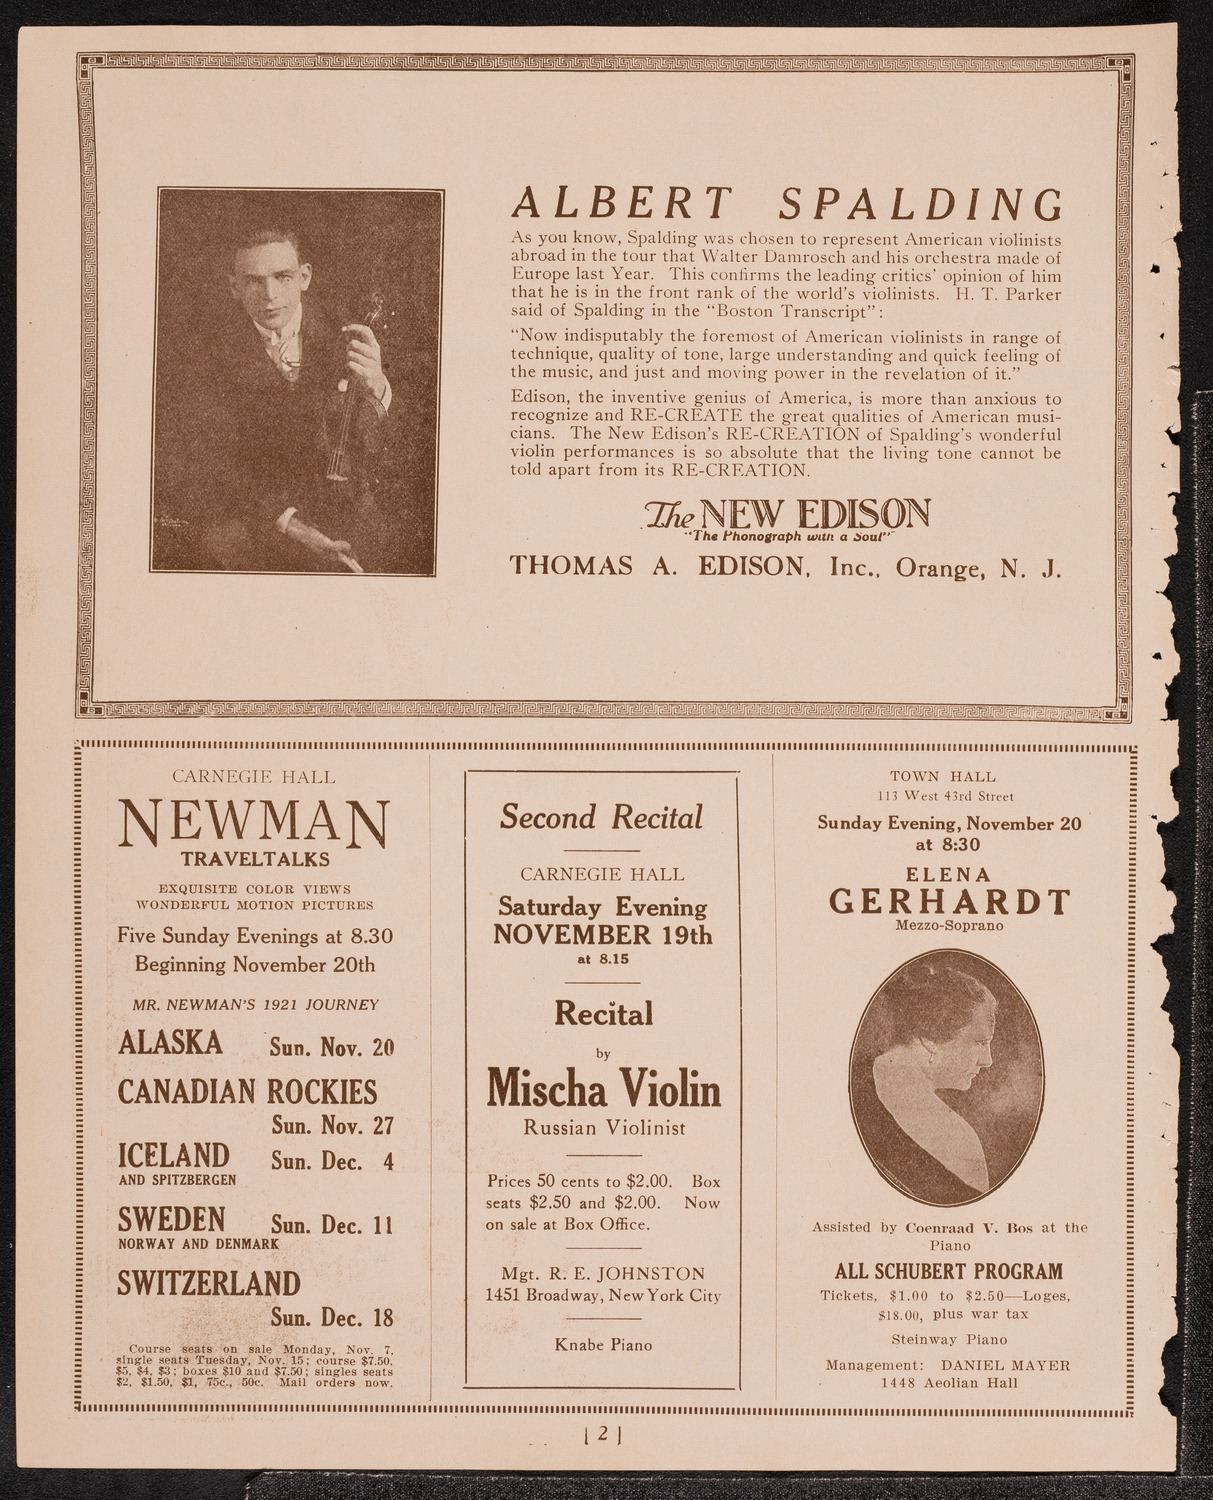 ALBERT SPALDING
As you know, Spalding was chosen to represent American violinists
abroad in the tour that Walter Damrosch and his orchestra made of
Europe last Year. This confirms the leading critics' opinion of him
that he is in the front rank of the world's violinists. H. T. Parker
said of Spalding in the "Boston Transcript":
"Now indisputably the foremost of American violinists in range of
technique, quality of tone, large understanding and quick feeling of
the music, and just and moving power in the revelation of it."
Edison, the inventive genius of America, is more than anxious to
recognize and RE-CREATE the great qualities of American musi-
cians. The New Edison's RE-CREATION of Spalding's wonderful
violin performances is so absolute that the living tone cannot be
told apart from its RE-CREATION.
The NEW EDISON
"The Phonograph with a Soul"
THOMAS A. EDISON, Inc., Orange, N. J.
CARNEGIE HALL
NEWMAN
TRAVELTALKS
EXQUISITE COLOR VIEWS
WONDERFUL MOTION PICTURES
Five Sunday Evenings at 8.30
Beginning November 20th
MR. NEWMAN'S 1921 JOURNEY
ALASKA Sun. Nov. 20
CANADIAN ROCKIES
Sun. Nov. 27
ICELAND Sun. Dec. 4
AND SPITZBERGEN
SWEDEN Sun. Dec. 11
NORWAY AND DENMARK
SWITZERLAND
Sun. Dec. 18
Course seats on sale Monday, Nov. 7,
single seats Tuesday, Nov. 15; course $7.50,
$5, $4, $3; boxes $10 and $7.50; singles seats
$2, $1.50, $1, 75c., 50c. Mail orders now.
Second Recital
CARNEGIE HALL
Saturday Evening
NOVEMBER 19th
at 8.15
Recital
by
Mischa Violin
Russian Violinist
Prices 50 cents to $2.00. Box
seats $2.50 and $2.00. Now
on sale at Box Office.
Mgt. R. E. JOHNSTON
1451 Broadway, New York City
Knabe Piano
TOWN HALL
113 West 43rd Street
Sunday Evening, November 20
at 8:30
ELENA
GERHARDT
Mezzo-Soprano
Assisted by Coenraad V. Bos at the
Piano
ALL SCHUBERT PROGRAM
Tickets, $1.00 to $2.50—Loges,
$18.00, plus war tax
Steinway Piano
Management: DANIEL MAYER
1448 Aeolian Hall
[ 2 ]